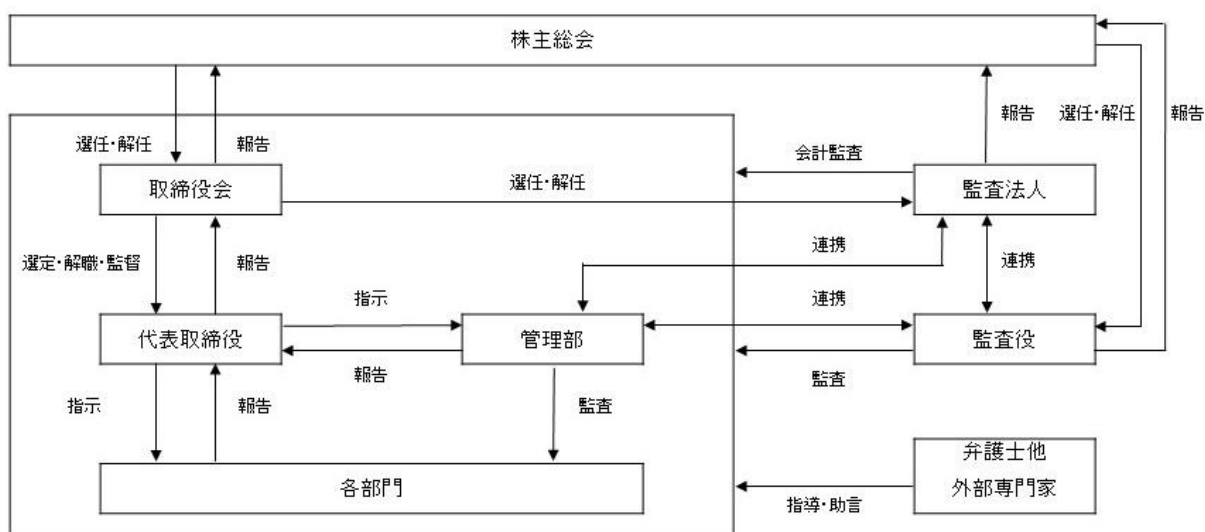 株主総会
選任・解任
報告
報告
選任・解任
報告
会計監査
取締役会
選任・解任
監査法人
連携
選定・解職・監督
報告
連携
指示
連携
代表取締役
管理部
監査役
報告
監査
指示
報告
監査
各部門
弁護士他
外部専門家
指導・助言